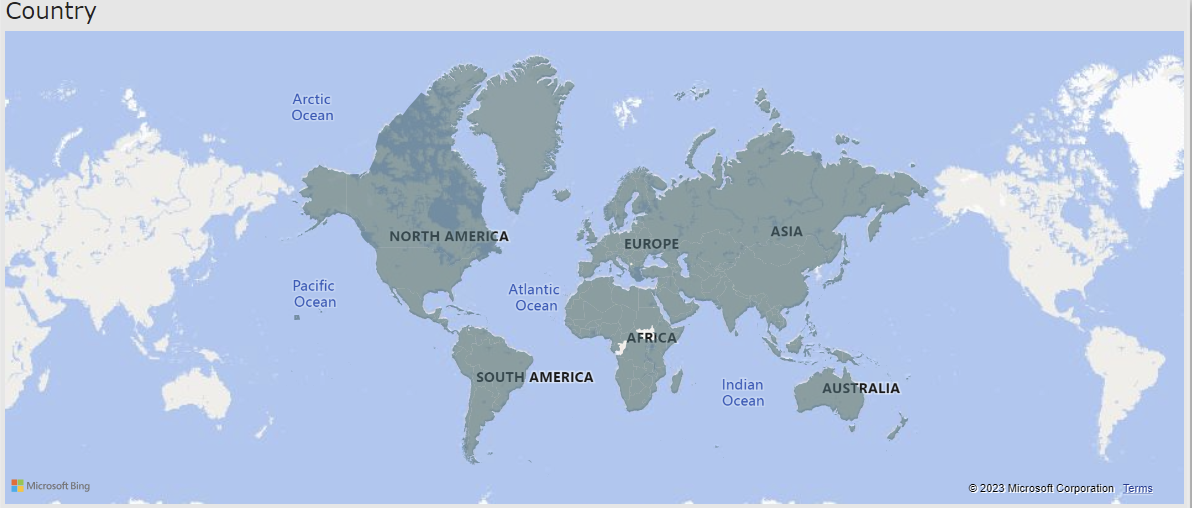 Country
Arctic
Ocean
NORTH AMERICA
EUROPE
ASIA
Pacific
Ocean
Atlantic
Ocean
AFRICA
SOUTH AMERICA
Indian
Ocean
AUSTRALIA
Microsoft Bing
© 2023 Microsoft Corporation Terms